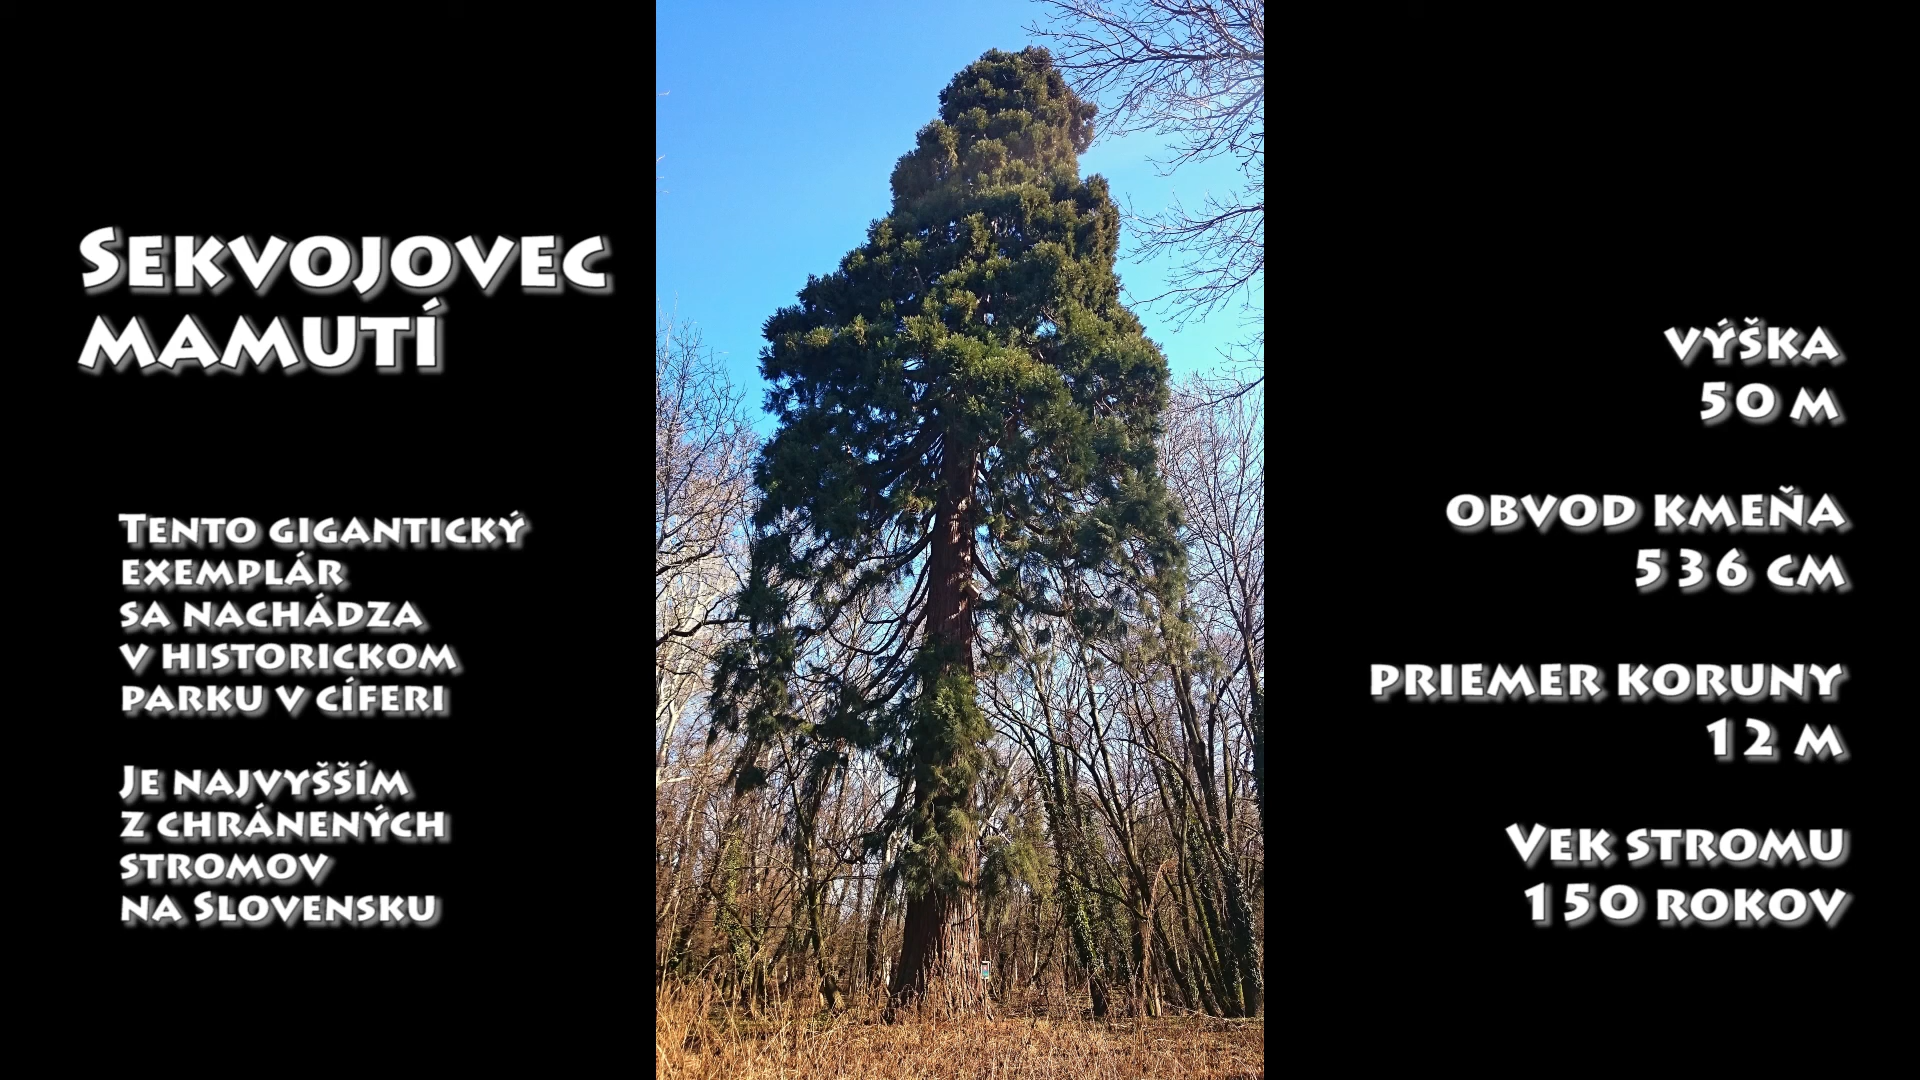 Sekvojovec
mamutí
Tento gigantický
exemplár
sa nachádza
v historickom
parku v cíferi
Je najvyšším
z chránených
stromov
na Slovensku
výška
50 m
obvod kmeňa
536 cm
priemer koruny
12 m
Vek stromu
150 rokov